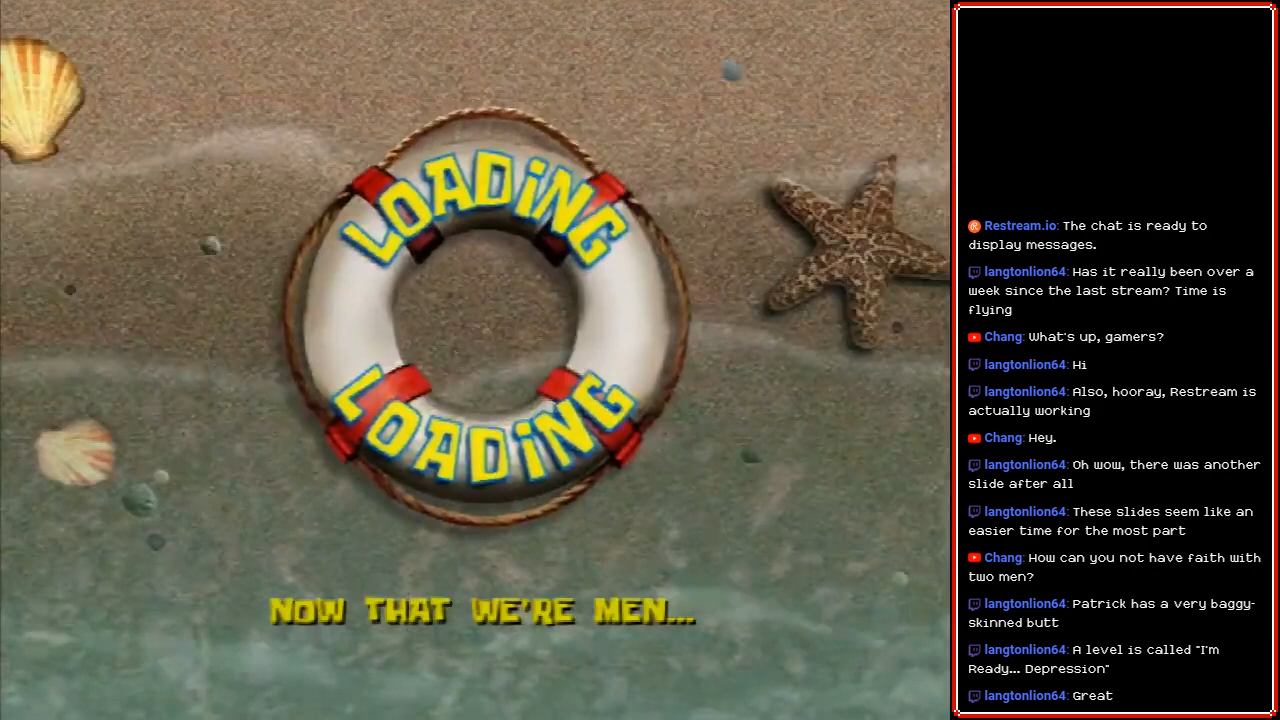 LOADiNG
LOADiNG
NOW THAT WE'RE MEN...
Restream.io: The chat is ready to
display messages.
langtonlion64: Has it really been over a
week since the last stream? Time is
flying
Chang: What's up, gamers?
langtonlion64: Hi
langtonlion64: Also, hooray, Restream is
actually working
Chang: Hey.
langtonlion64: Oh wow, there was another
slide after all
langtonlion64: These slides seem like an
easier time for the most part
Chang: How can you not have faith with
two men?
langtonlion64: Patrick has a very baggy-
skinned butt
langtonlion64: A level is called "I'm
Ready... Depression"
langtonlion64: Great